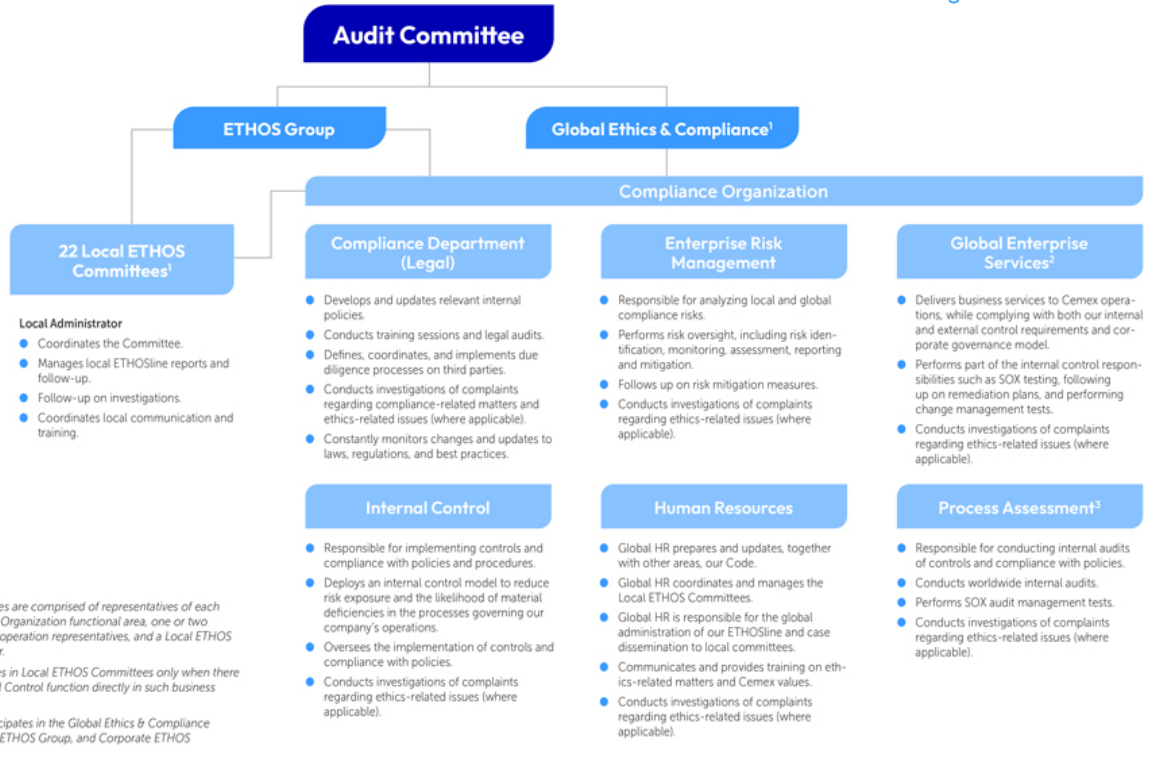 Audit Committee
ETHOS Group
Global Ethics & Compliance¹
Compliance Organization
22 Local ETHOS
Committees¹
Local Administrator
Coordinates the Committee.
Manages local ETHOSline reports and
follow-up.
Follow-up on investigations.
Coordinates local communication and
training.
Compliance Department
(Legal)
Develops and updates relevant internal
policies.
Conducts training sessions and legal audits.
Defines, coordinates, and implements due
diligence processes on third parties.
Conducts investigations of complaints
regarding compliance-related matters and
ethics-related issues (where applicable).
Constantly monitors changes and updates to
laws, regulations, and best practices.
Enterprise Risk
Management
Responsible for analyzing local and global
compliance risks.
Performs risk oversight, including risk iden-
tification, monitoring, assessment, reporting
and mitigation.
Follows up on risk mitigation measures.
Conducts investigations of complaints
regarding ethics-related issues (where
applicable).
Global Enterprise
Services²
Delivers business services to Cemex opera-
tions, while complying with both our internal
and external control requirements and cor-
porate governance model.
Performs part of the internal control respon-
sibilities such as SOX testing, following
up on remediation plans, and performing
change management tests.
Conducts investigations of complaints
regarding ethics-related issues (where
applicable).
Internal Control
Responsible for implementing controls and
compliance with policies and procedures.
Deploys an internal control model to reduce
risk exposure and the likelihood of material
deficiencies in the processes governing our
company's operations.
Oversees the implementation of controls and
compliance with policies.
Conducts investigations of complaints
regarding ethics-related issues (where
applicable).
Human Resources
Global HR prepares and updates, together
with other areas, our Code.
Global HR coordinates and manages the
Local ETHOS Committees.
Global HR is responsible for the global
administration of our ETHOSline and case
dissemination to local committees.
Communicates and provides training on eth-
ics-related matters and Cemex values.
Conducts investigations of complaints
regarding ethics-related issues (where
applicable).
Process Assessment³
Responsible for conducting internal audits
of controls and compliance with policies.
Conducts worldwide internal audits.
Performs SOX audit management tests.
Conducts investigations of complaints
regarding ethics-related issues (where
applicable).
es are comprised of representatives of each
Organization functional area, one or two
operation representatives, and a Local ETHOS
r.
es in Local ETHOS Committees only when there
l Control function directly in such business
cipates in the Global Ethics & Compliance
ETHOS Group, and Corporate ETHOS